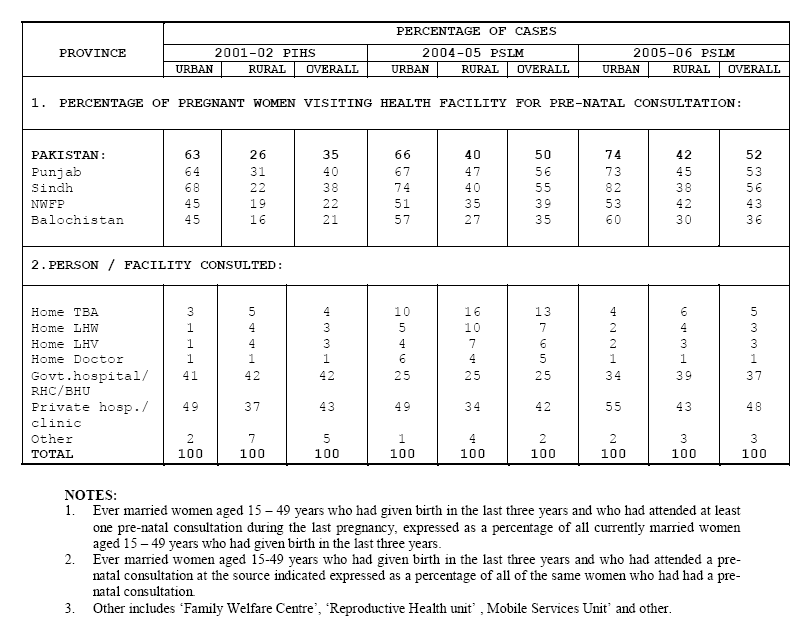 PERCENTAGE OF CASES
PROVINCE 2001-02 PIHS 2004-05 PSLM 2005-06 PSLM
URBAN RURAL OVERALL URBAN RURAL OVERALL URBAN RURAL OVERALL
1. PERCENTAGE OF PREGNANT WOMEN VISITING HEALTH FACILITY FOR PRE-NATAL CONSULTATION:
PAKISTAN: 63 26 35 66 40 50 74 42 52
Punjab 64 31 40 67 47 56 73 45 53
Sindh 68 22 38 74 40 55 82 38 56
NWFP 45 19 22 51 35 39 53 42 43
Balochistan 45 16 21 57 27 35 60 30 36
2.PERSON / FACILITY CONSULTED:
Home TBA 3 5 4 10 16 13 4 6 5
Home LHW 1 4 3 5 10 7 2 4 3
Home LHV 1 4 3 4 7 6 2 3 3
Home Doctor 1 1 1 6 4 5 1 1 1
Govt.hospital/ 41 42 42 25 25 25 34 39 37
RHC/BHU
Private hosp./ 49 37 43 49 34 42 55 43 48
clinic
Other 2 7 5 1 4 2 2 3 3
TOTAL 100 100 100 100 100 100 100 100 100
NOTES:
1. Ever married women aged 15 – 49 years who had given birth in the last three years and who had attended at least
one pre-natal consultation during the last pregnancy, expressed as a percentage of all currently married women
aged 15 – 49 years who had given birth in the last three years.
2. Ever married women aged 15-49 years who had given birth in the last three years and who had attended a pre-
natal consultation at the source indicated expressed as a percentage of all of the same women who had had a pre-
natal consultation.
3. Other includes ‘Family Welfare Centre’, ‘Reproductive Health unit’ , Mobile Services Unit’ and other.